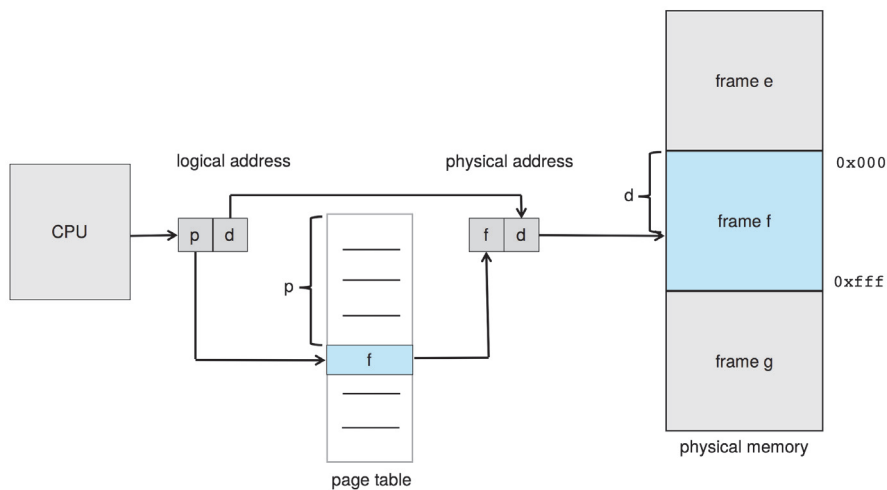 frame e
logical address
physical address
0x000
CPU
p
d
f
d
d
frame f
p
0xfff
f
frame g
physical memory
page table